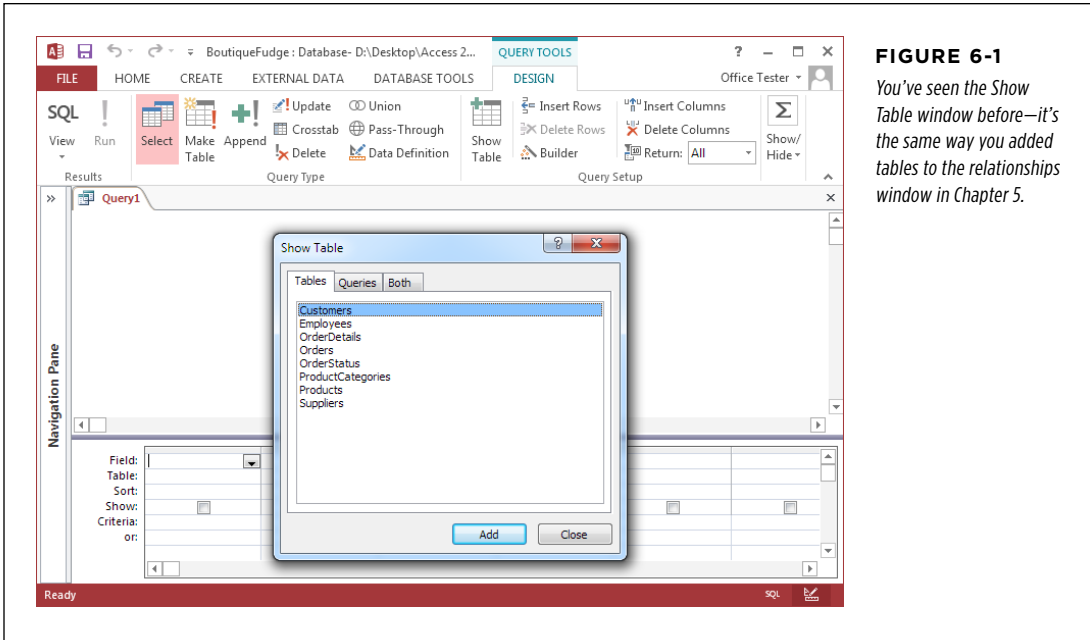 BoutiqueFudge : Database- D:\Desktop\Access 2...
QUERY TOOLS
?
FILE HOME CREATE EXTERNAL DATA DATABASE TOOLS DESIGN Office Tester
SQL
View
Run
Results
Select
Make Table
Append
Update
Crosstab
Delete
Union
Pass-Through
Data Definition
Query Type
Show Table
Insert Rows
Delete Rows
Builder
Insert Columns
Delete Columns
Return: All
Query Setup
Σ
Show/
Hide
Query1
Navigation Pane
Show Table
?
Tables Queries Both
Customers
Employees
OrderDetails
Orders
OrderStatus
ProductCategories
Products
Suppliers
Add Close
Field:
Table:
Sort:
Show:
Criteria:
or:
Ready
SQL
FIGURE 6-1
You've seen the Show
Table window before—it's
the same way you added
tables to the relationships
window in Chapter 5.